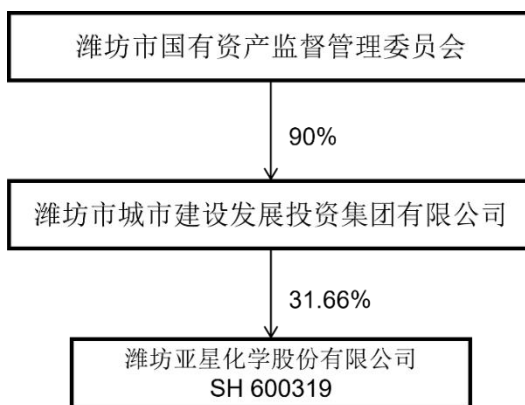 潍坊市国有资产监督管理委员会
90%
潍坊市城市建设发展投资集团有限公司
31.66%
潍坊亚星化学股份有限公司
SH 600319